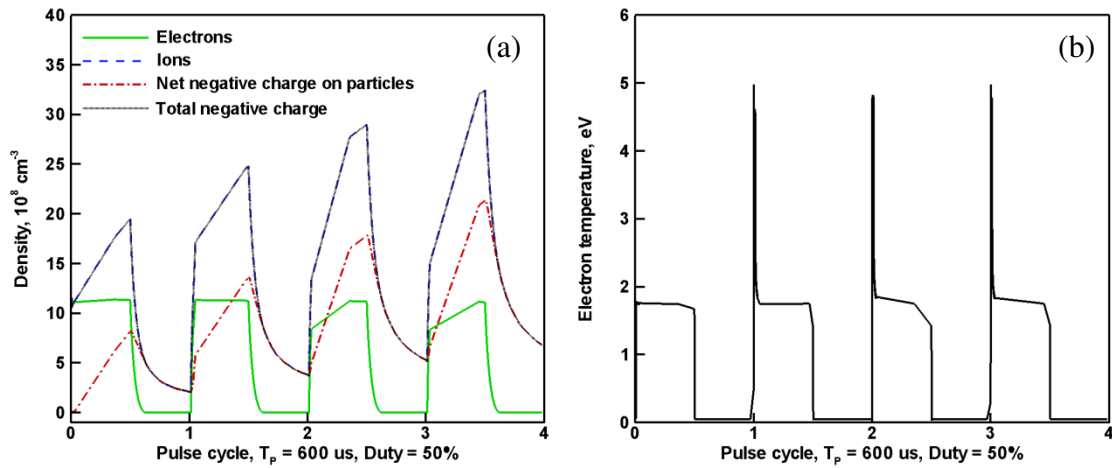 (a)
Electrons
Ions
Net negative charge on particles
Total negative charge
40
35
30
25
20
15
10
5
0
Density, 10⁸ cm⁻³
0 1 2 3 4
Pulse cycle, T_P = 600 us, Duty = 50%
(b)
6
5
4
3
2
1
0
Electron temperature, eV
0 1 2 3 4
Pulse cycle, T_P = 600 us, Duty = 50%